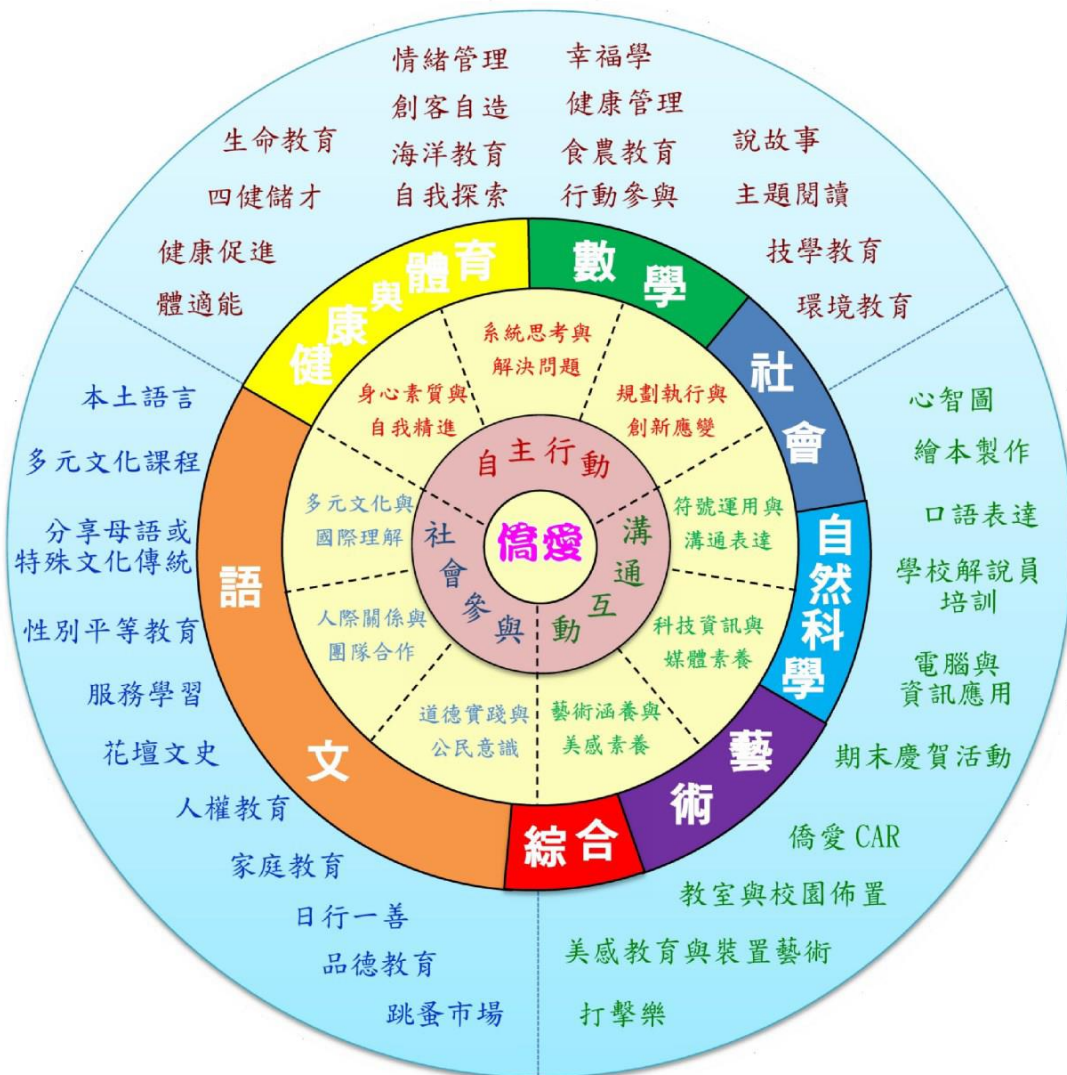 情緒管理
創客自造
海洋教育
自我探索
幸福學
健康管理
食農教育
行動參與
生命教育
四健儲才
健康促進
體適能
說故事
主題閱讀
技學教育
環境教育
本土語言
多元文化課程
分享母語或
特殊文化傳統
性別平等教育
服務學習
花壇文史
人權教育
家庭教育
日行一善
品德教育
跳蚤市場
心智圖
繪本製作
口語表達
學校解說員
培訓
電腦與
資訊應用
期末慶賀活動
僑愛 CAR
教室與校園佈置
美感教育與裝置藝術
打擊樂
健康與體育
數學
社會
自然科學
藝術
綜合
語文
系統思考與
解決問題
身心素質與
自我精進
規劃執行與
創新應變
多元文化與
國際理解
人際關係與
團隊合作
道德實踐與
公民意識
符號運用與
溝通表達
科技資訊與
媒體素養
藝術涵養與
美感素養
自主行動
社會參與
溝通互動
僑愛